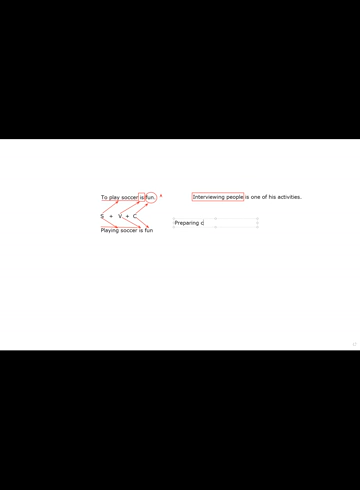 To play soccer is fun.
Interviewing people is one of his activities.
S + V + C
Preparing c
Playing soccer is fun